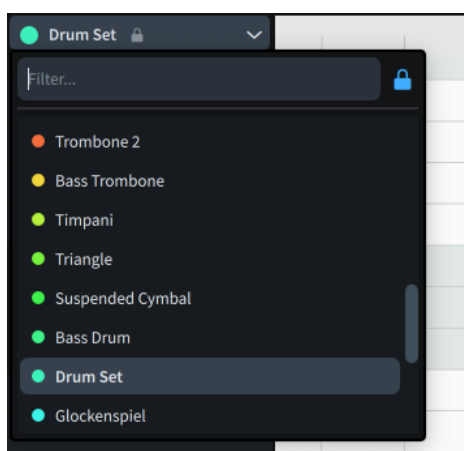 Drum Set
Filter...
Trombone 2
Bass Trombone
Timpani
Triangle
Suspended Cymbal
Bass Drum
Drum Set
Glockenspiel